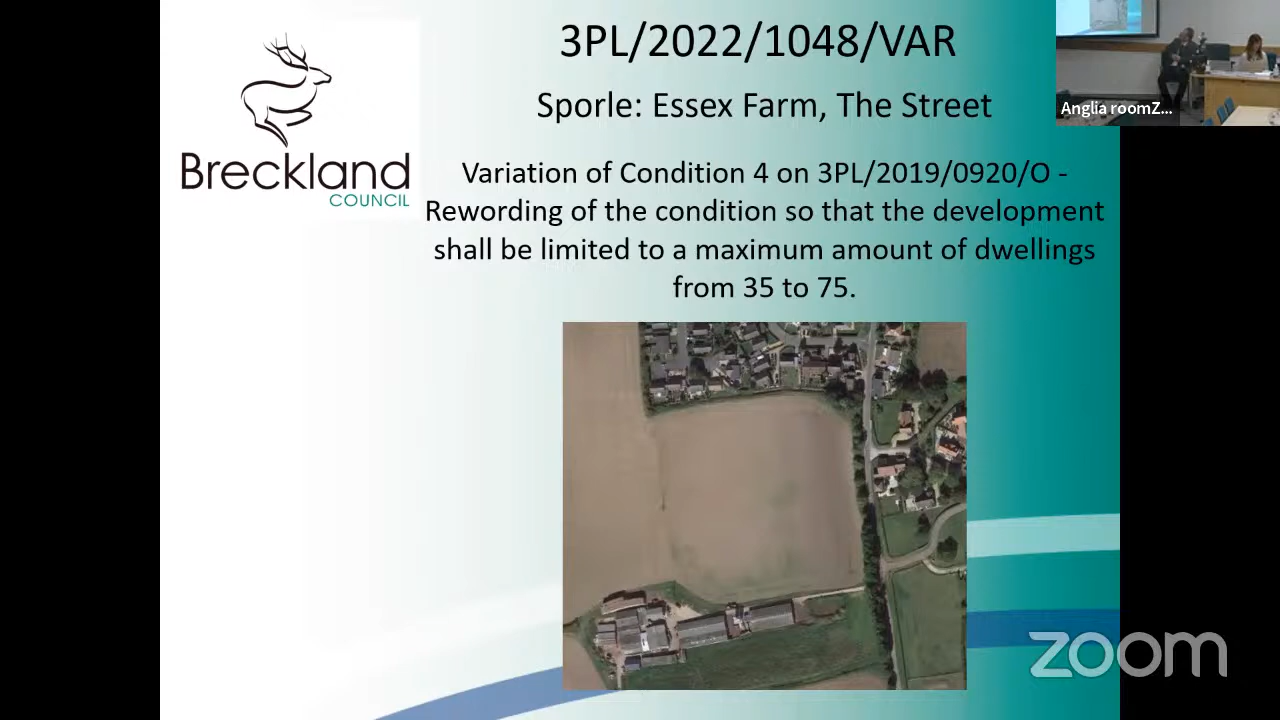 3PL/2022/1048/VAR
Sporle: Essex Farm, The Street
Anglia roomZ...
Breckland
COUNCIL
Variation of Condition 4 on 3PL/2019/0920/O -
Rewording of the condition so that the development
shall be limited to a maximum amount of dwellings
from 35 to 75.
zoom